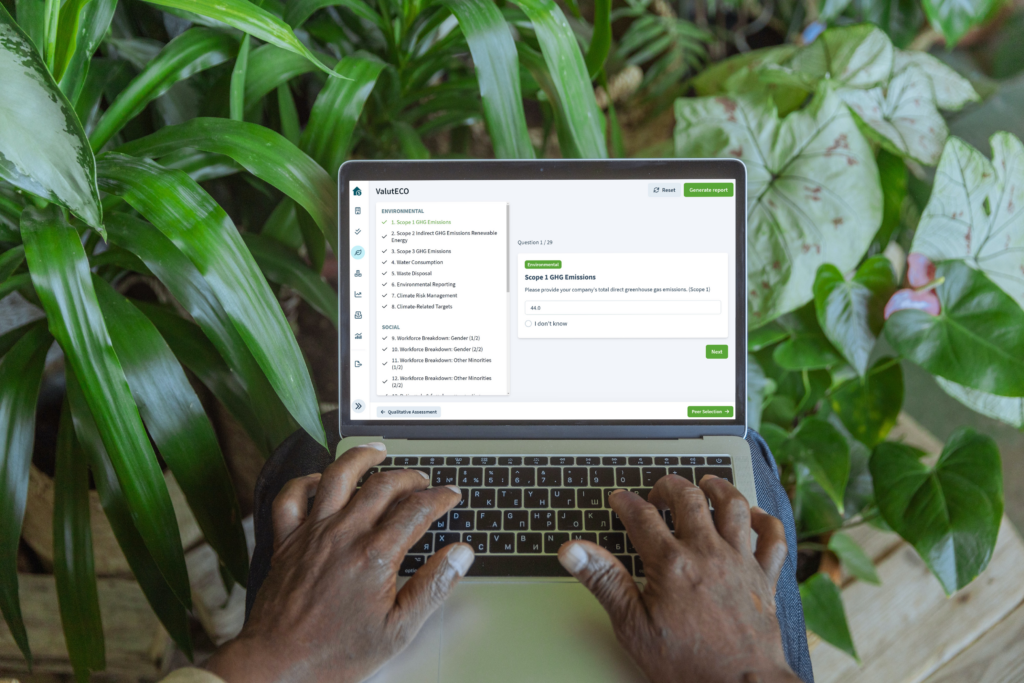 ValutECO
Reset
Generate report
ENVIRONMENTAL
1. Scope 1 GHG Emissions
2. Scope 2 Indirect GHG Emissions Renewable
Energy
3. Scope 3 GHG Emissions
4. Water Consumption
5. Waste Disposal
6. Environmental Reporting
7. Climate Risk Management
8. Climate-Related Targets
SOCIAL
9. Workforce Breakdown: Gender (1/2)
10. Workforce Breakdown: Gender (2/2)
11. Workforce Breakdown: Other Minorities
(1/2)
12. Workforce Breakdown: Other Minorities
(2/2)
Question 1 / 29
Environmental
Scope 1 GHG Emissions
Please provide your company's total direct greenhouse gas emissions. (Scope 1)
44.0
I don't know
Next
Qualitative Assessment
Peer Selection